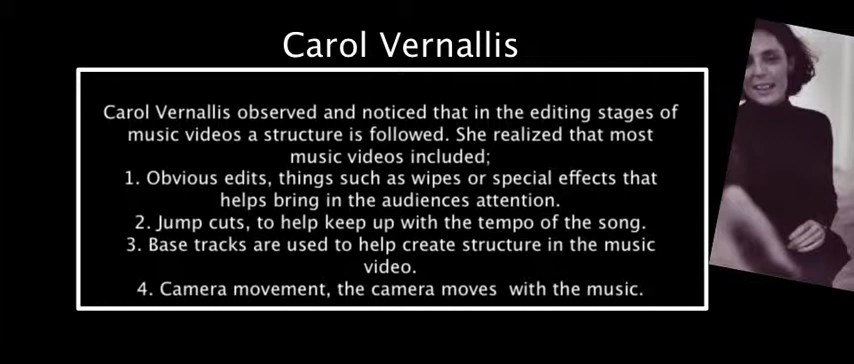 Carol Vernallis
Carol Vernallis observed and noticed that in the editing stages of
music videos a structure is followed. She realized that most
music videos included;
1. Obvious edits, things such as wipes or special effects that
helps bring in the audiences attention.
2. Jump cuts, to help keep up with the tempo of the song.
3. Base tracks are used to help create structure in the music
video.
4. Camera movement, the camera moves  with the music.